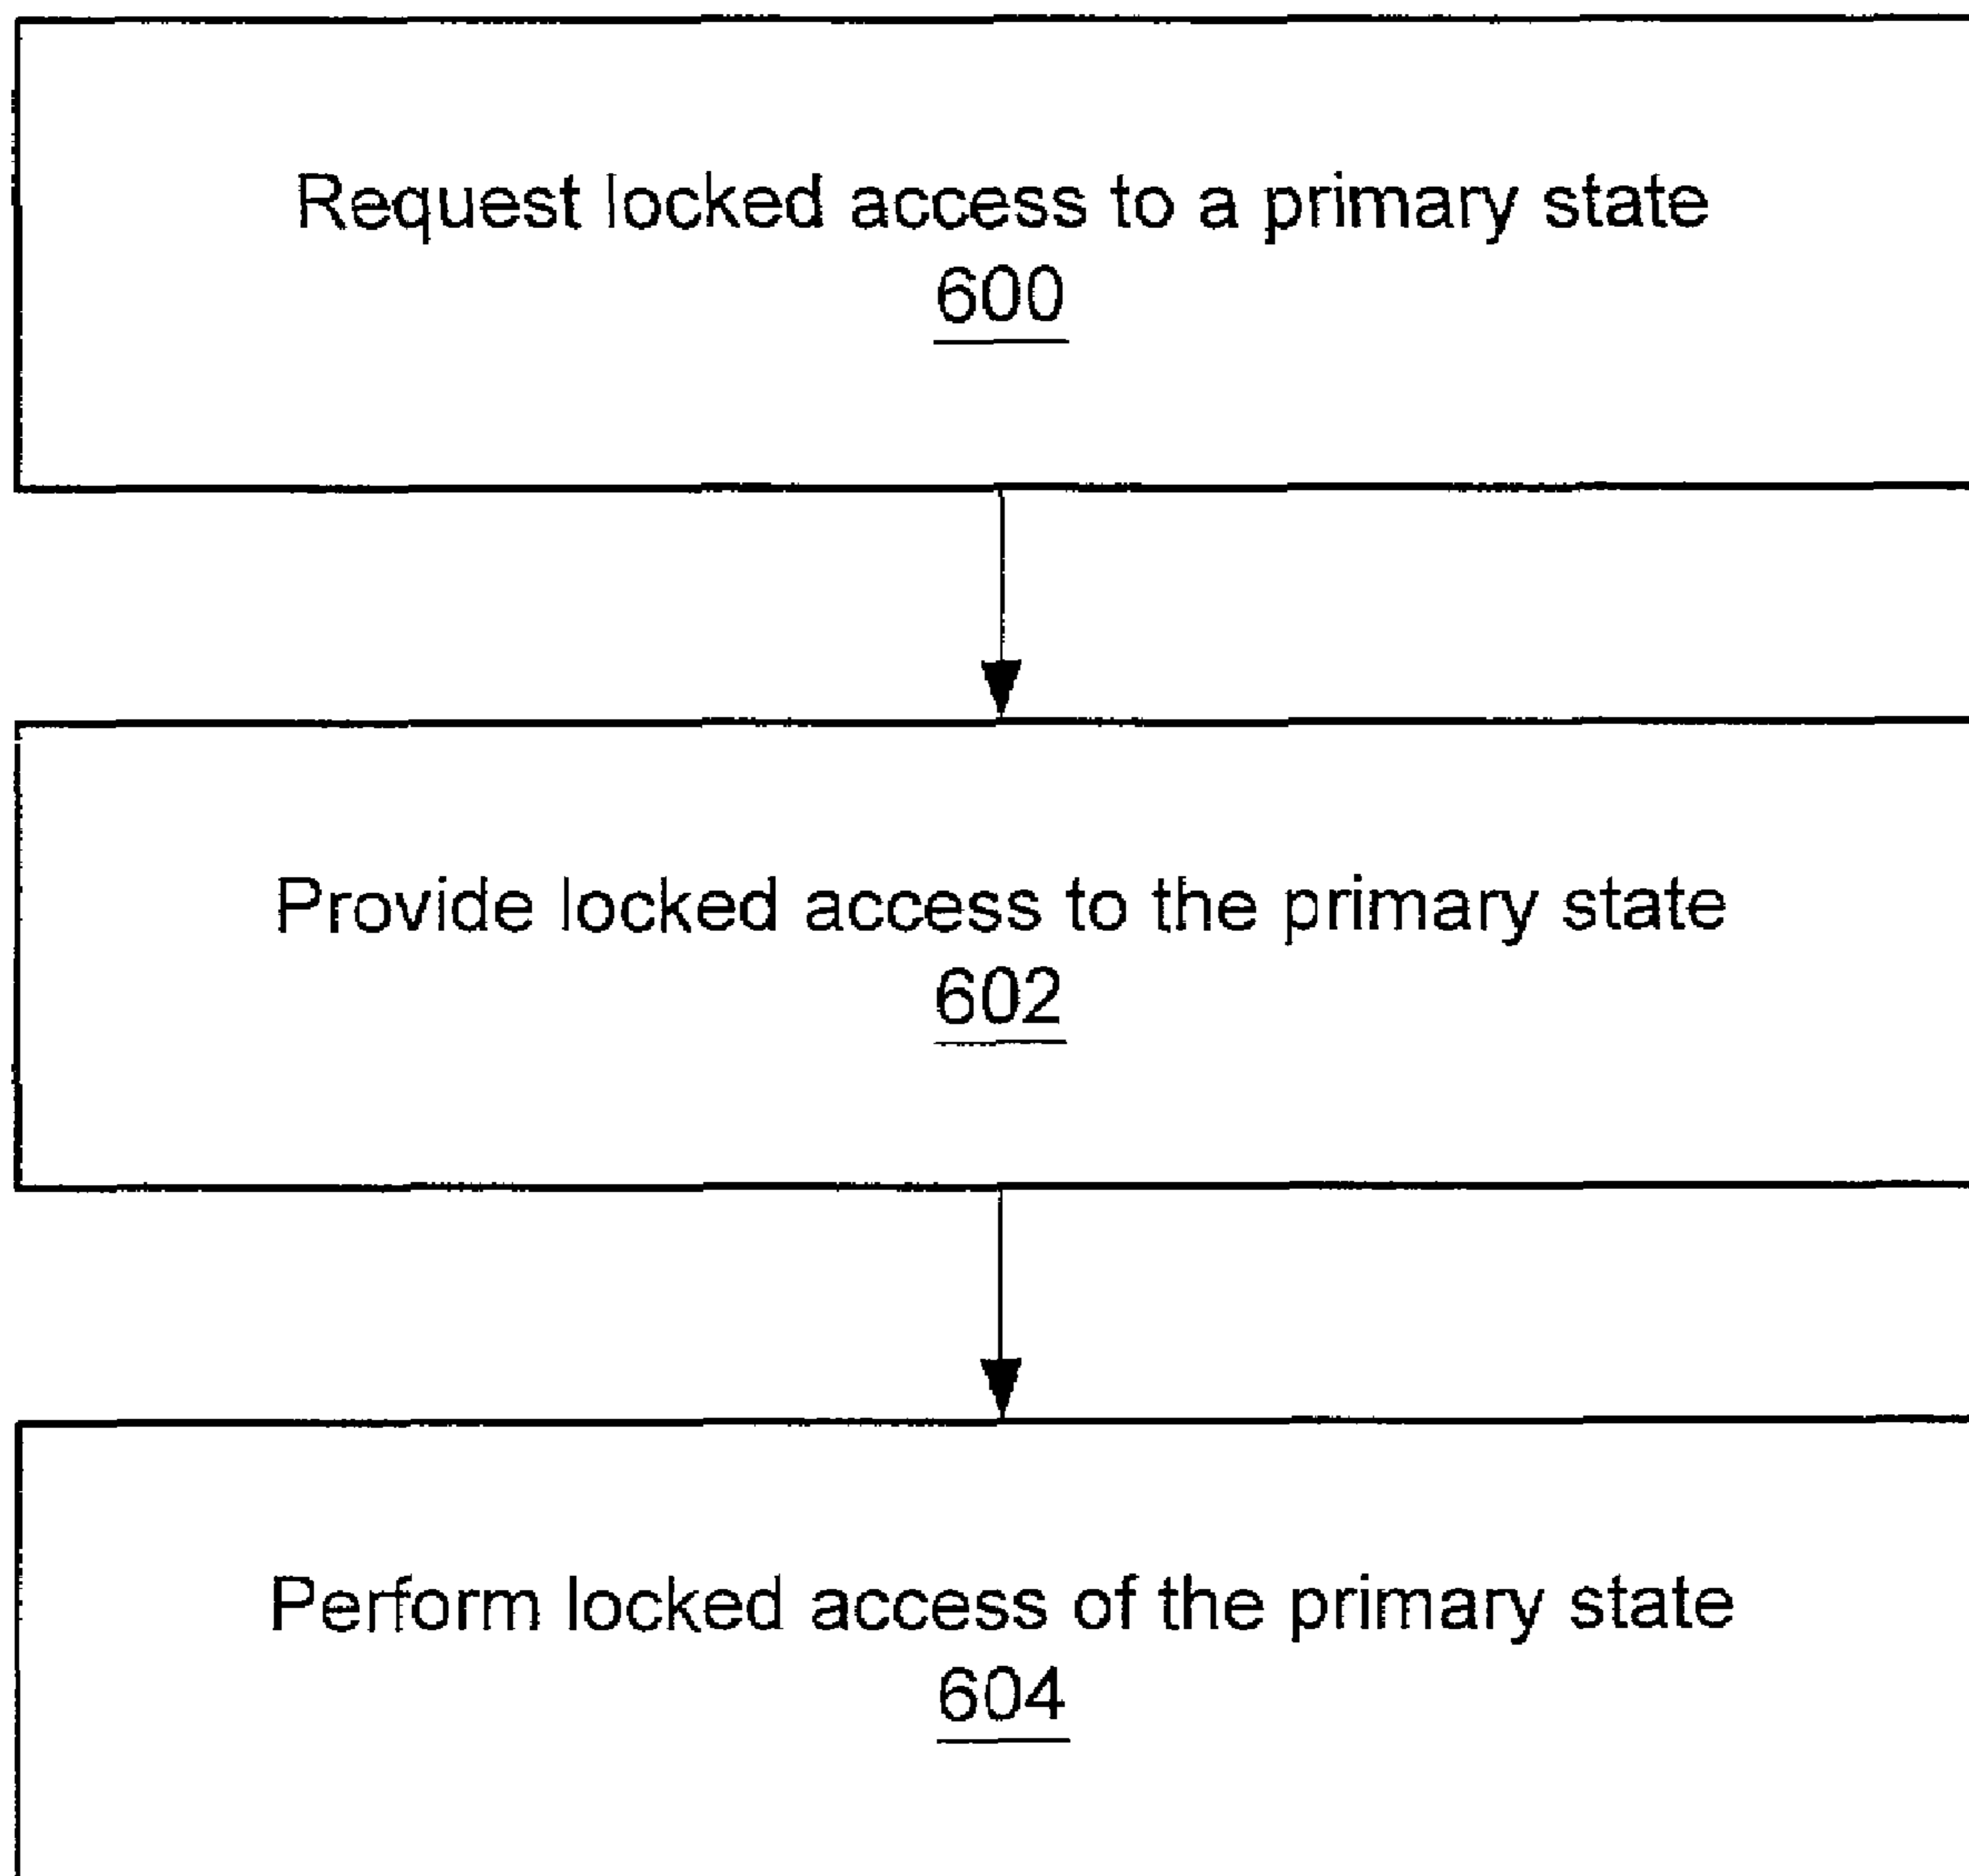 Request locked access to a primary state
600
Provide locked access to the primary state
602
Perform locked access of the primary state
604